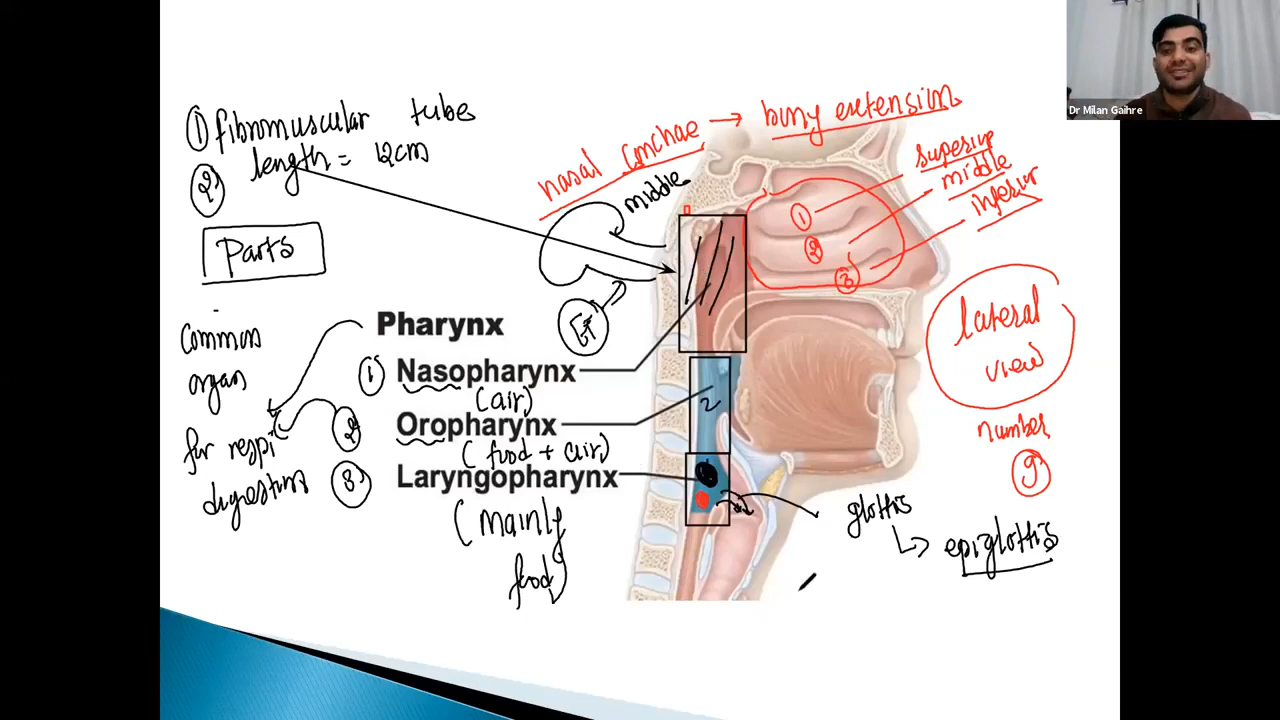 Dr Milan Gaihre
① fibromuscular tube
② length = 12cm
Parts
nasal conchae → bony extension
superior
middle
inferior
① ② ③
middle
ET
lateral
view
number
⑨
common
organ
for respi
digestion
Pharynx
① Nasopharynx
(air)
② Oropharynx
(food + air)
③ Laryngopharynx
(mainly
food)
2
glottis
↳ epiglottis